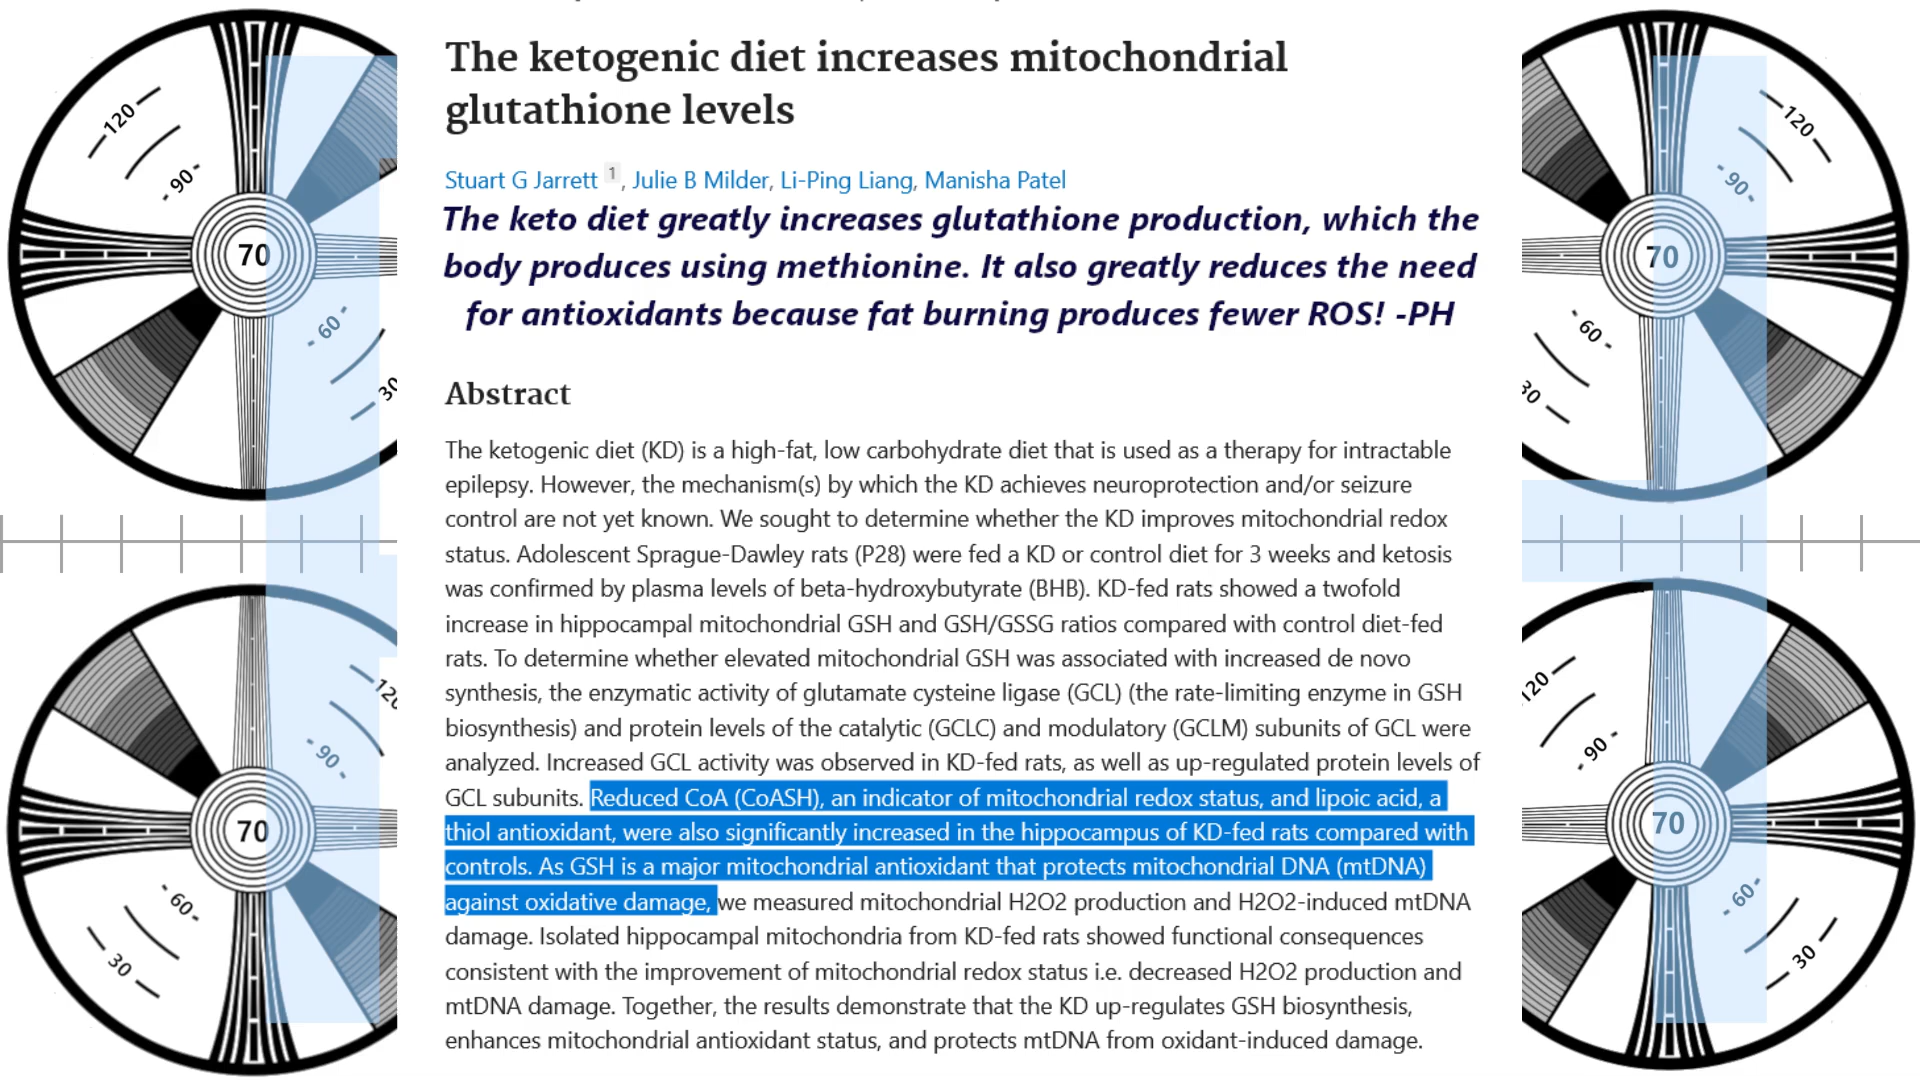 The ketogenic diet increases mitochondrial
glutathione levels
Stuart G Jarrett 1, Julie B Milder, Li-Ping Liang, Manisha Patel
The keto diet greatly increases glutathione production, which the
body produces using methionine. It also greatly reduces the need
for antioxidants because fat burning produces fewer ROS! -PH
Abstract
The ketogenic diet (KD) is a high-fat, low carbohydrate diet that is used as a therapy for intractable
epilepsy. However, the mechanism(s) by which the KD achieves neuroprotection and/or seizure
control are not yet known. We sought to determine whether the KD improves mitochondrial redox
status. Adolescent Sprague-Dawley rats (P28) were fed a KD or control diet for 3 weeks and ketosis
was confirmed by plasma levels of beta-hydroxybutyrate (BHB). KD-fed rats showed a twofold
increase in hippocampal mitochondrial GSH and GSH/GSSG ratios compared with control diet-fed
rats. To determine whether elevated mitochondrial GSH was associated with increased de novo
synthesis, the enzymatic activity of glutamate cysteine ligase (GCL) (the rate-limiting enzyme in GSH
biosynthesis) and protein levels of the catalytic (GCLC) and modulatory (GCLM) subunits of GCL were
analyzed. Increased GCL activity was observed in KD-fed rats, as well as up-regulated protein levels of
GCL subunits. Reduced CoA (CoASH), an indicator of mitochondrial redox status, and lipoic acid, a
thiol antioxidant, were also significantly increased in the hippocampus of KD-fed rats compared with
controls. As GSH is a major mitochondrial antioxidant that protects mitochondrial DNA (mtDNA)
against oxidative damage, we measured mitochondrial H2O2 production and H2O2-induced mtDNA
damage. Isolated hippocampal mitochondria from KD-fed rats showed functional consequences
consistent with the improvement of mitochondrial redox status i.e. decreased H2O2 production and
mtDNA damage. Together, the results demonstrate that the KD up-regulates GSH biosynthesis,
enhances mitochondrial antioxidant status, and protects mtDNA from oxidant-induced damage.
120
- 90 -
70
- 60 -
30
120
- 90 -
70
- 60 -
30
120
- 90 -
70
- 60 -
30
120
- 90 -
70
- 60 -
30